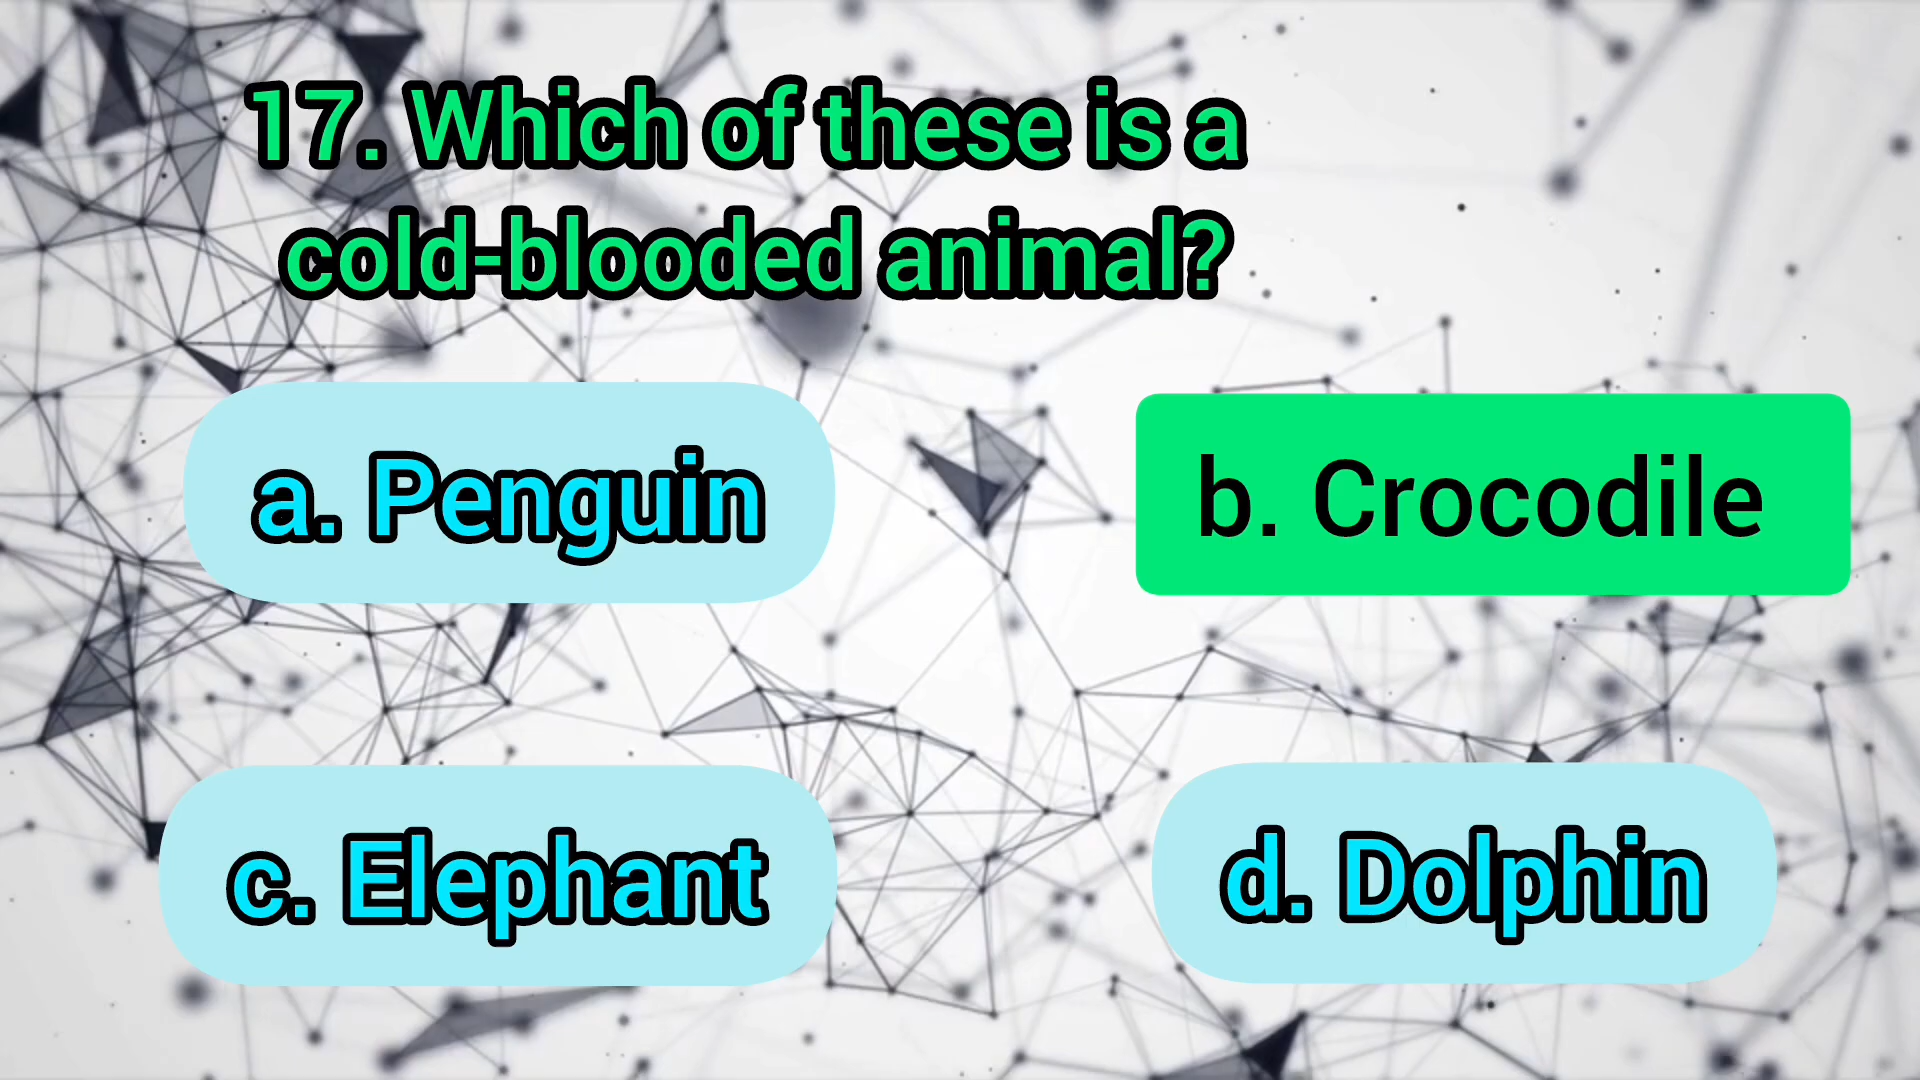 17. Which of these is a
cold-blooded animal?
a. Penguin
b. Crocodile
c. Elephant
d. Dolphin